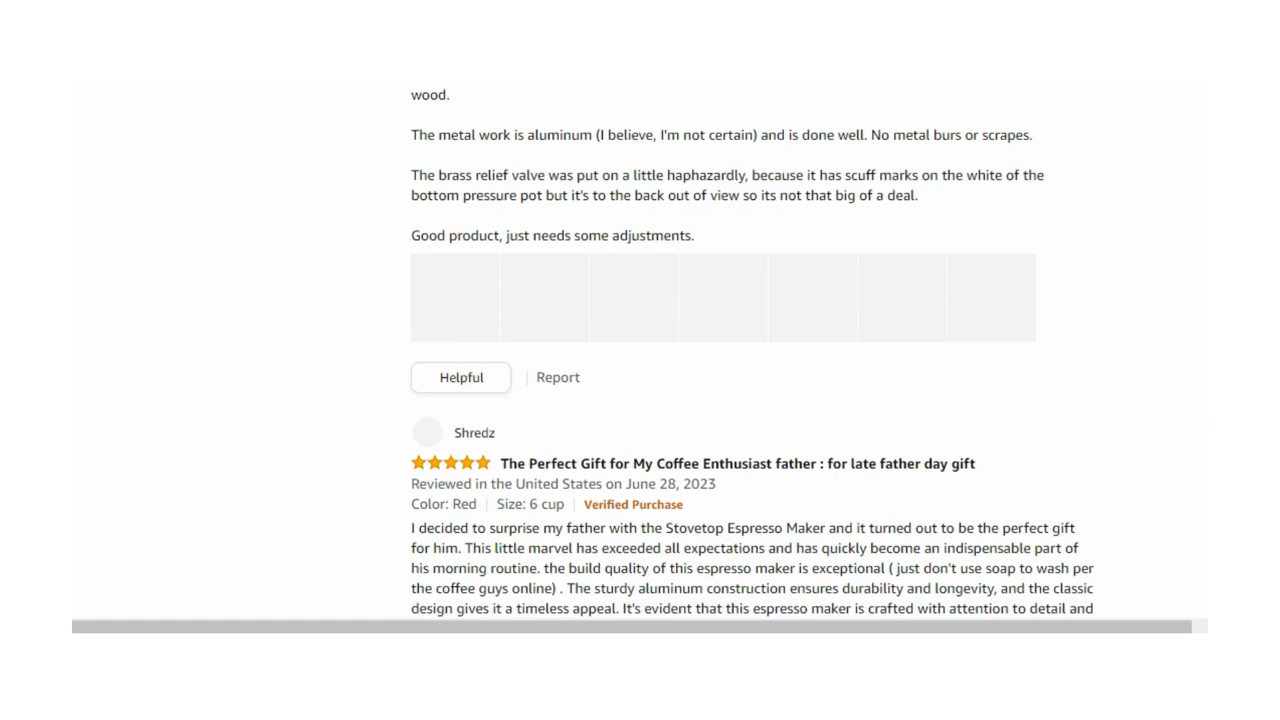 wood.
The metal work is aluminum (I believe, I'm not certain) and is done well. No metal burs or scrapes.
The brass relief valve was put on a little haphazardly, because it has scuff marks on the white of the
bottom pressure pot but it's to the back out of view so its not that big of a deal.
Good product, just needs some adjustments.
Helpful
Report
Shredz
The Perfect Gift for My Coffee Enthusiast father : for late father day gift
Reviewed in the United States on June 28, 2023
Color: Red | Size: 6 cup | Verified Purchase
I decided to surprise my father with the Stovetop Espresso Maker and it turned out to be the perfect gift
for him. This little marvel has exceeded all expectations and has quickly become an indispensable part of
his morning routine. the build quality of this espresso maker is exceptional ( just don't use soap to wash per
the coffee guys online) . The sturdy aluminum construction ensures durability and longevity, and the classic
design gives it a timeless appeal. It's evident that this espresso maker is crafted with attention to detail and